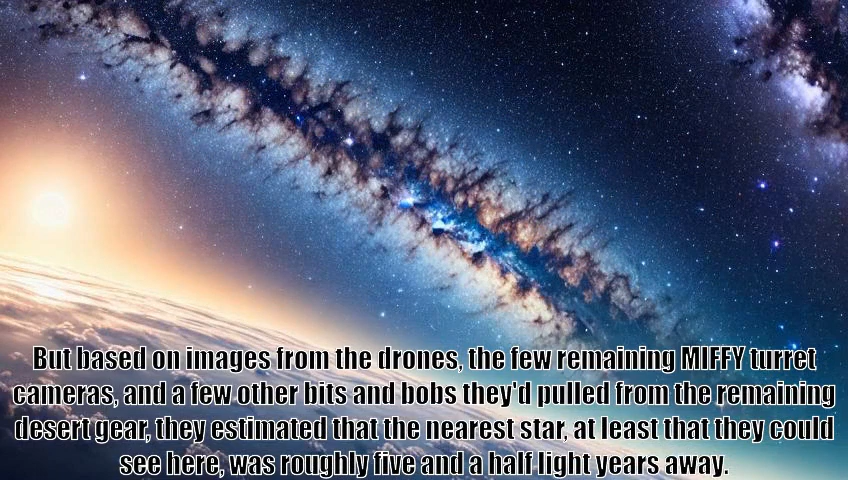 But based on images from the drones, the few remaining MIFFY turret
cameras, and a few other bits and bobs they'd pulled from the remaining
desert gear, they estimated that the nearest star, at least that they could
see here, was roughly five and a half light years away.